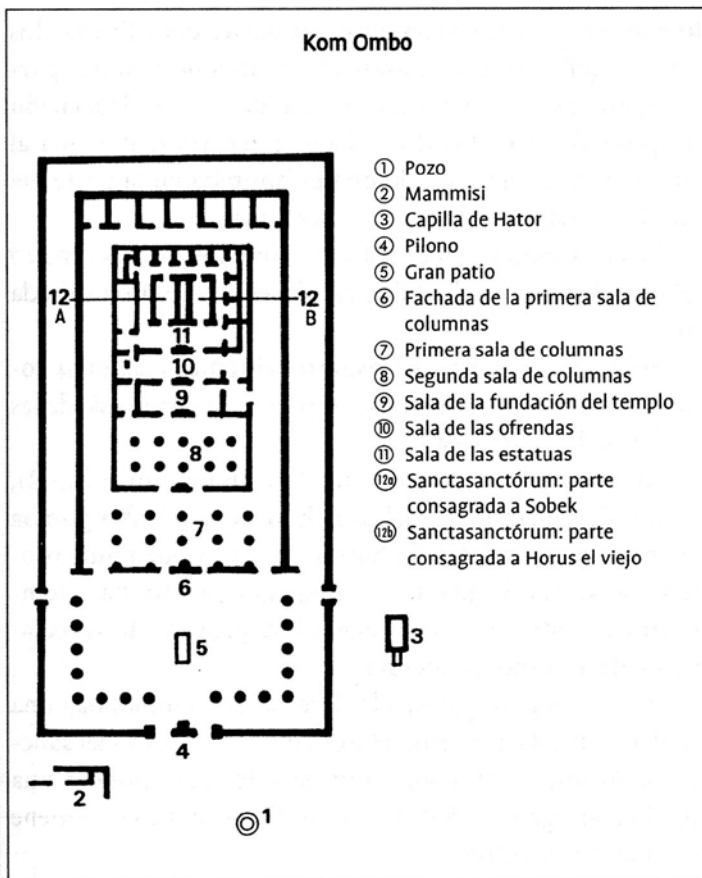 Kom Ombo
① Pozo
② Mammisi
③ Capilla de Hator
④ Pilono
⑤ Gran patio
⑥ Fachada de la primera sala de
columnas
⑦ Primera sala de columnas
⑧ Segunda sala de columnas
⑨ Sala de la fundación del templo
⑩ Sala de las ofrendas
⑪ Sala de las estatuas
12a Sanctasanctórum: parte
consagrada a Sobek
12b Sanctasanctórum: parte
consagrada a Horus el viejo
12
A
12
B
11
10
9
8
7
6
5
3
4
2
1